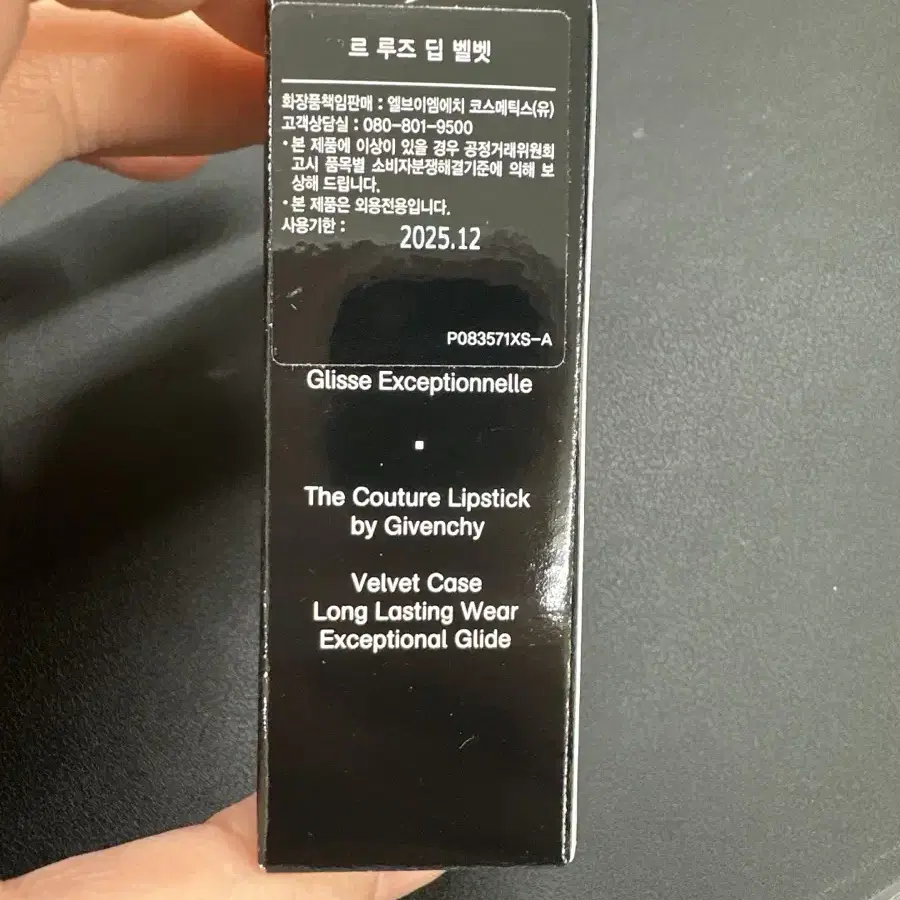 르 루즈 딥 벨벳
화장품책임판매 : 엘브이엠에치 코스메틱스(유)
고객상담실 : 080-801-9500
• 본 제품에 이상이 있을 경우 공정거래위원회
고시 품목별 소비자분쟁해결기준에 의해 보
상해 드립니다.
• 본 제품은 외용전용입니다.
사용기한 : 2025.12
P083571XS-A
Glisse Exceptionnelle
The Couture Lipstick
by Givenchy
Velvet Case
Long Lasting Wear
Exceptional Glide